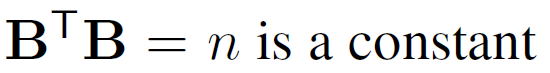 B⊤B = n is a constant